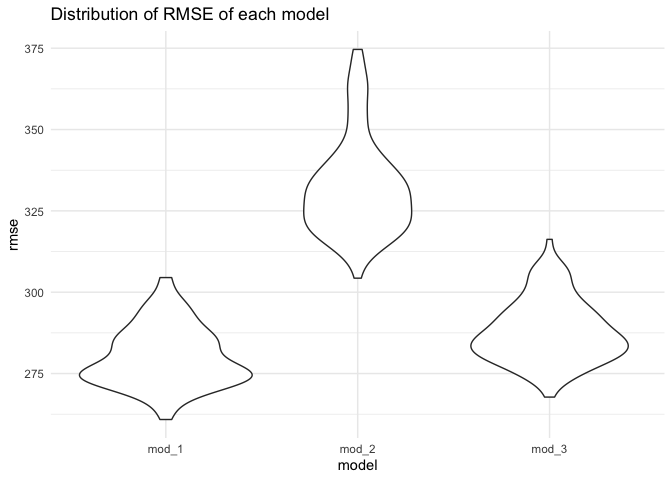 Distribution of RMSE of each model
375
350
325
300
275
rmse
mod_1
mod_2
mod_3
model